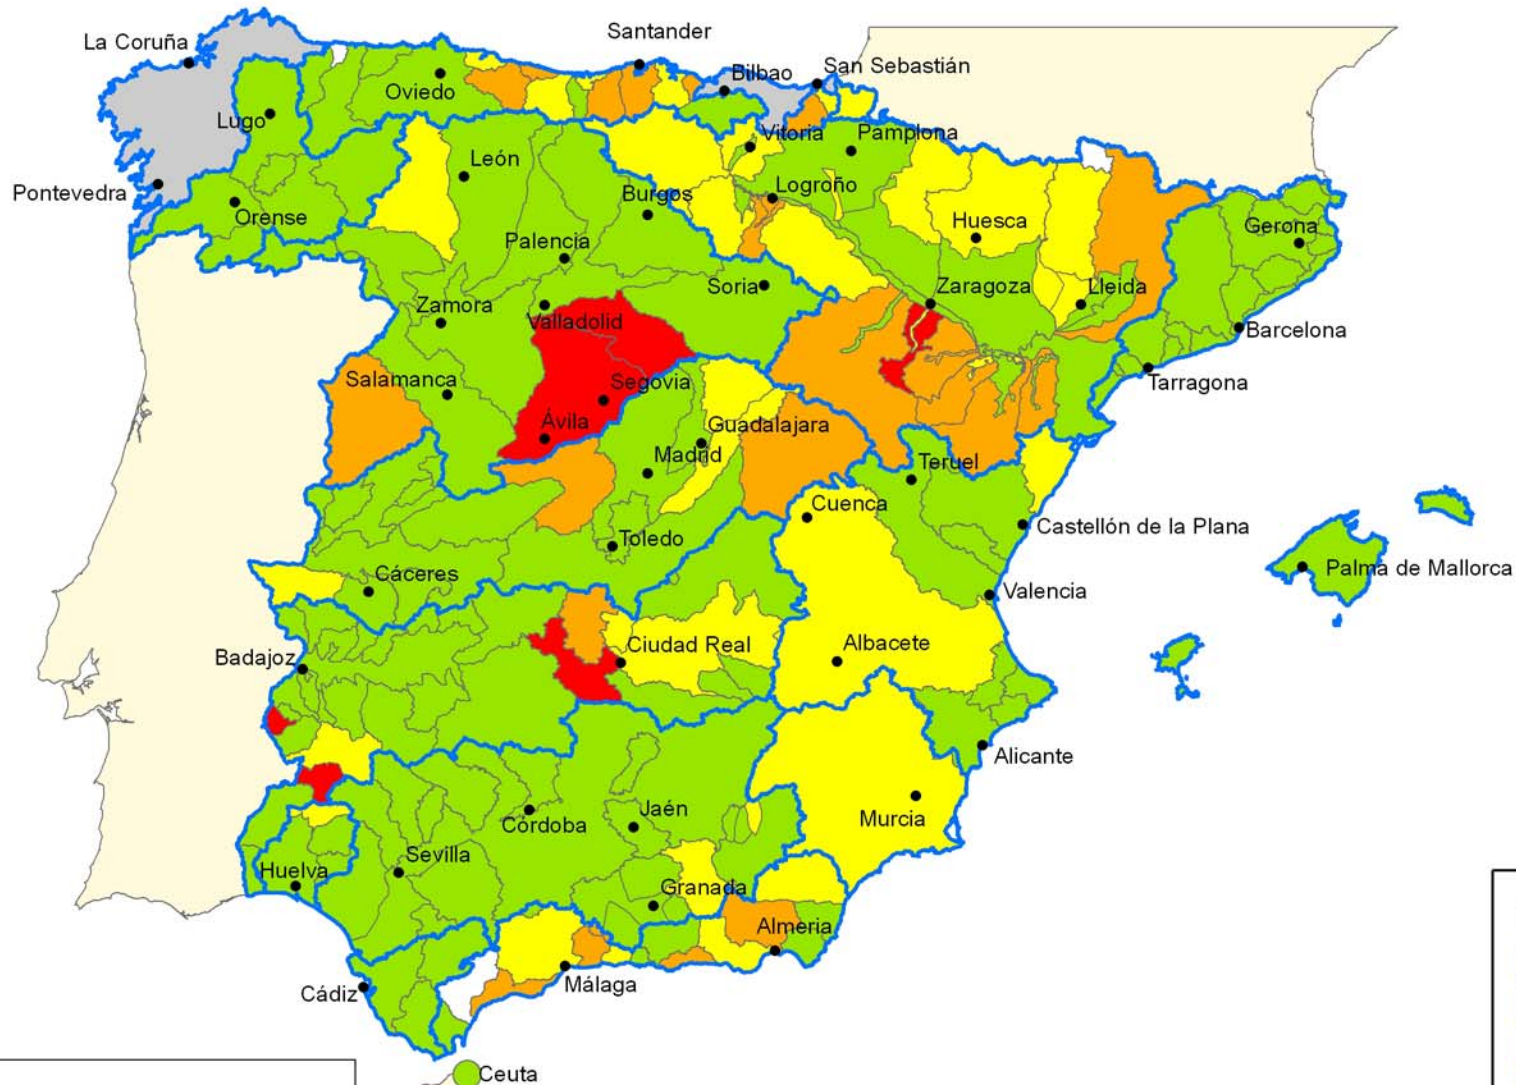 Santander
La Coruña
San Sebastián
Bilbao
Oviedo
Lugo
Vitoria
Pamplona
León
Pontevedra
Burgos
Logroño
Orense
Huesca
Gerona
Palencia
Soria
Zaragoza
Lleida
Zamora
Valladolid
Barcelona
Salamanca
Segovia
Tarragona
Ávila
Guadalajara
Madrid
Teruel
Cuenca
Castellón de la Plana
Toledo
Palma de Mallorca
Cáceres
Valencia
Ciudad Real
Albacete
Badajoz
Alicante
Jaén
Murcia
Córdoba
Sevilla
Huelva
Granada
Almeria
Málaga
Cádiz
Ceuta